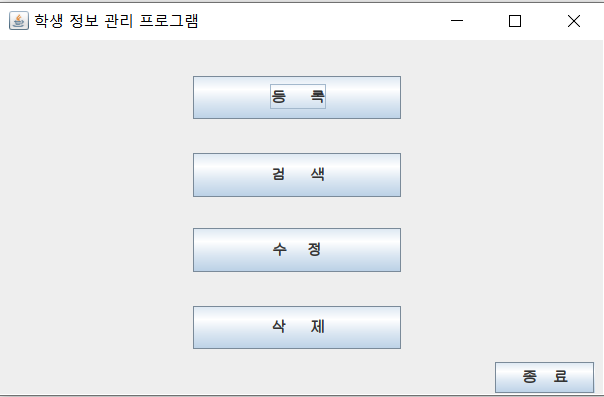 학생 정보 관리 프로그램
등 록
검 색
수 정
삭 제
종 료